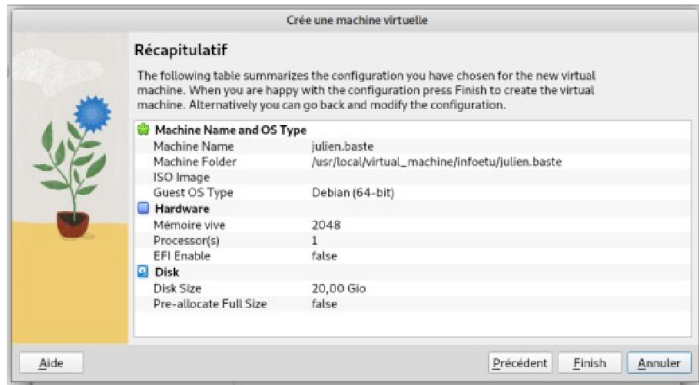 Crée une machine virtuelle
Récapitulatif
The following table summarizes the configuration you have chosen for the new virtual
machine. When you are happy with the configuration press Finish to create the virtual
machine. Alternatively you can go back and modify the configuration.
Machine Name and OS Type
Machine Name julien.baste
Machine Folder /usr/local/virtual_machine/infoetu/julien.baste
ISO Image
Guest OS Type Debian (64-bit)
Hardware
Mémoire vive 2048
Processor(s) 1
EFI Enable false
Disk
Disk Size 20,00 Gio
Pre-allocate Full Size false
Aide Précédent Finish Annuler